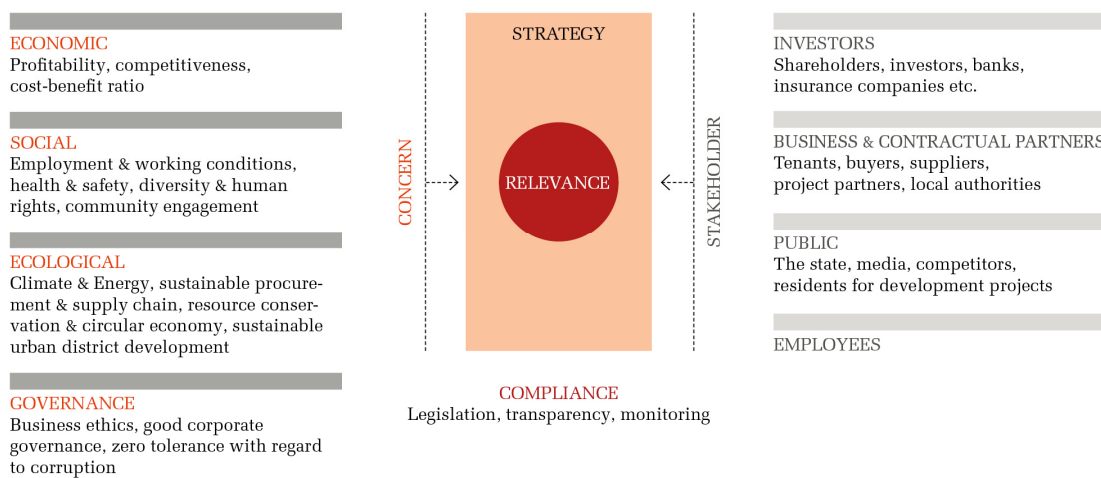 ECONOMIC
Profitability, competitiveness,
cost-benefit ratio
SOCIAL
Employment & working conditions,
health & safety, diversity & human
rights, community engagement
ECOLOGICAL
Climate & Energy, sustainable procure-
ment & supply chain, resource conser-
vation & circular economy, sustainable
urban district development
GOVERNANCE
Business ethics, good corporate
governance, zero tolerance with regard
to corruption
CONCERN
STRATEGY
RELEVANCE
STAKEHOLDER
COMPLIANCE
Legislation, transparency, monitoring
INVESTORS
Shareholders, investors, banks,
insurance companies etc.
BUSINESS & CONTRACTUAL PARTNERS
Tenants, buyers, suppliers,
project partners, local authorities
PUBLIC
The state, media, competitors,
residents for development projects
EMPLOYEES